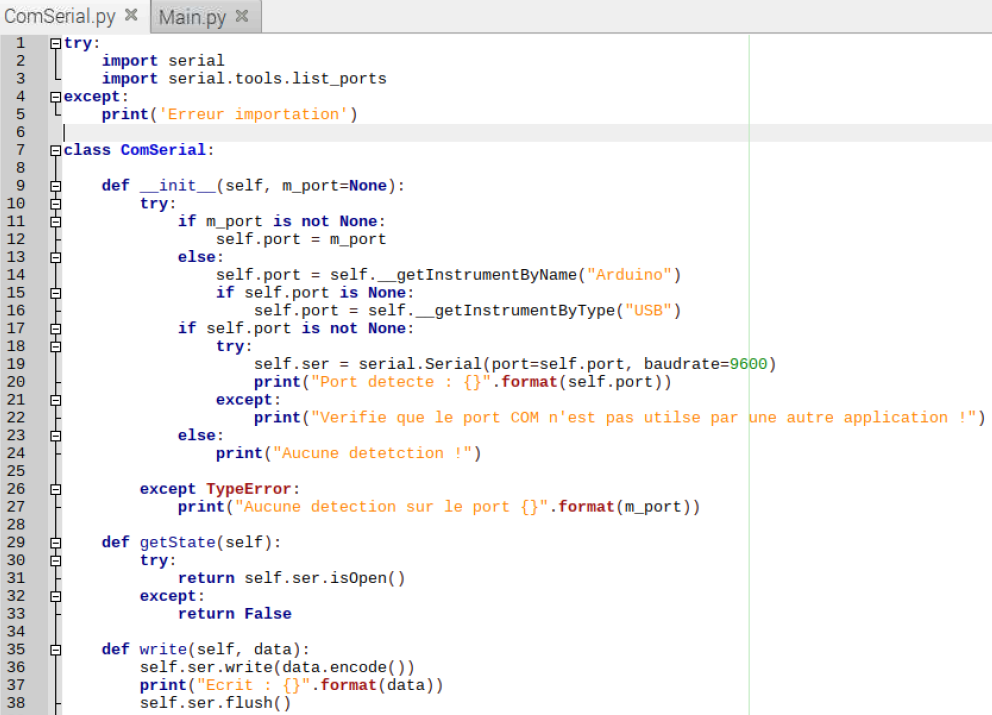 ComSerial.py × Main.py ×
1 try:
2     import serial
3     import serial.tools.list_ports
4 except:
5     print('Erreur importation')
6
7 class ComSerial:
8
9     def __init__(self, m_port=None):
10         try:
11             if m_port is not None:
12                 self.port = m_port
13             else:
14                 self.port = self.__getInstrumentByName("Arduino")
15                 if self.port is None:
16                     self.port = self.__getInstrumentByType("USB")
17             if self.port is not None:
18                 try:
19                     self.ser = serial.Serial(port=self.port, baudrate=9600)
20                     print("Port detecte : {}".format(self.port))
21                 except:
22                     print("Verifie que le port COM n'est pas utilse par une autre application !")
23             else:
24                 print("Aucune detetction !")
25
26         except TypeError:
27             print("Aucune detection sur le port {}".format(m_port))
28
29     def getState(self):
30         try:
31             return self.ser.isOpen()
32         except:
33             return False
34
35     def write(self, data):
36         self.ser.write(data.encode())
37         print("Ecrit : {}".format(data))
38         self.ser.flush()